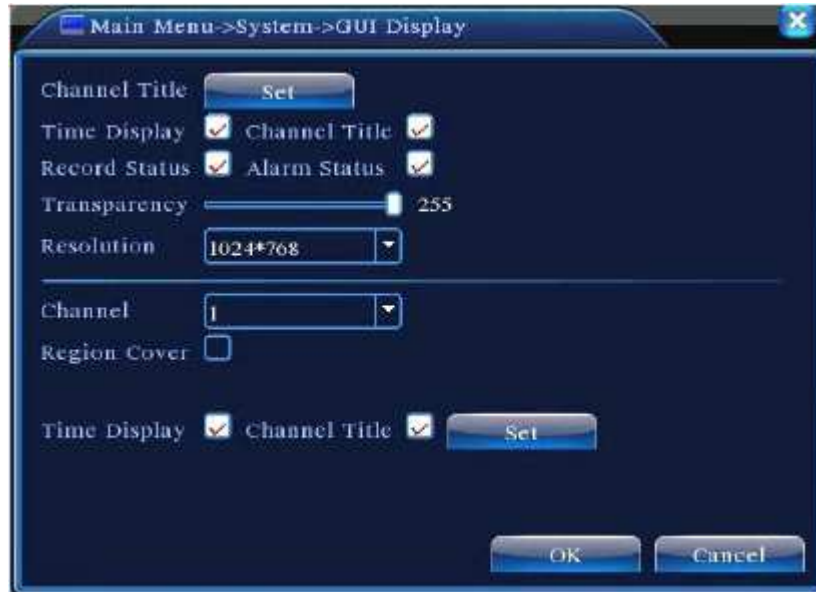 Main Menu->System->GUI Display
Channel Title Set
Time Display Channel Title
Record Status Alarm Status
Transparency 255
Resolution 1024*768
Channel 1
Region Cover
Time Display Channel Title Set
OK Cancel